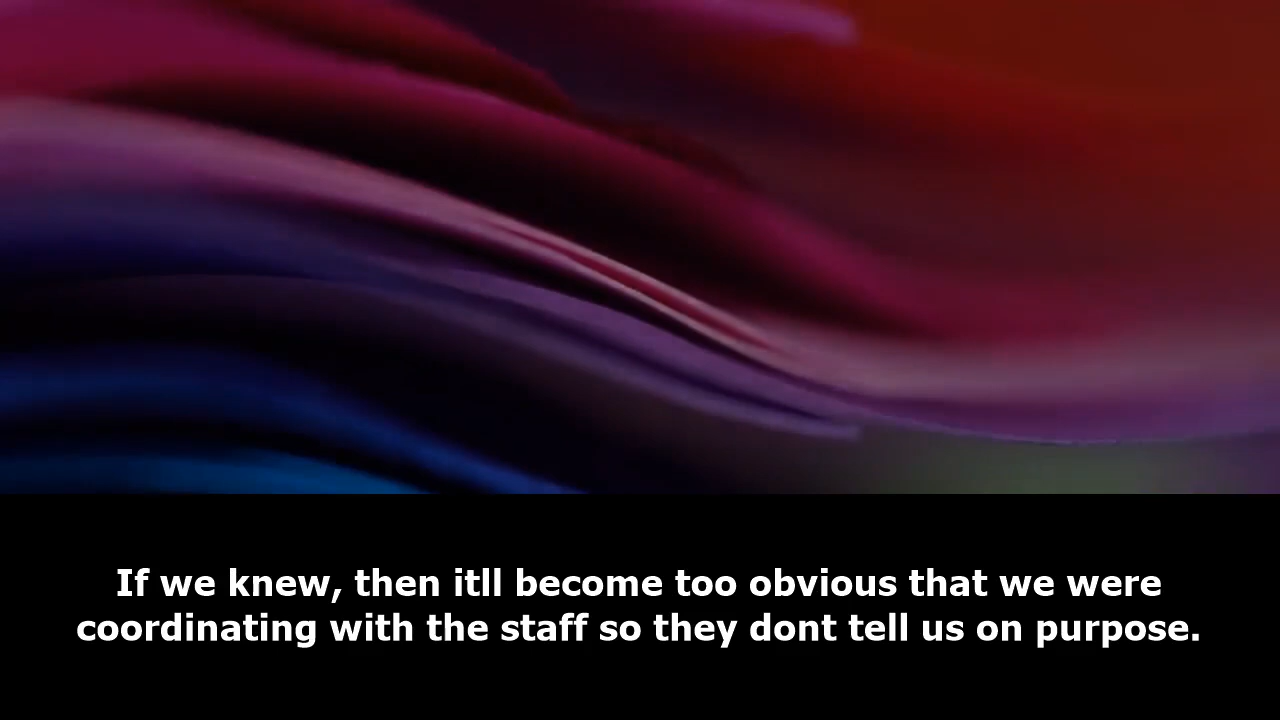 If we knew, then itll become too obvious that we were
coordinating with the staff so they dont tell us on purpose.